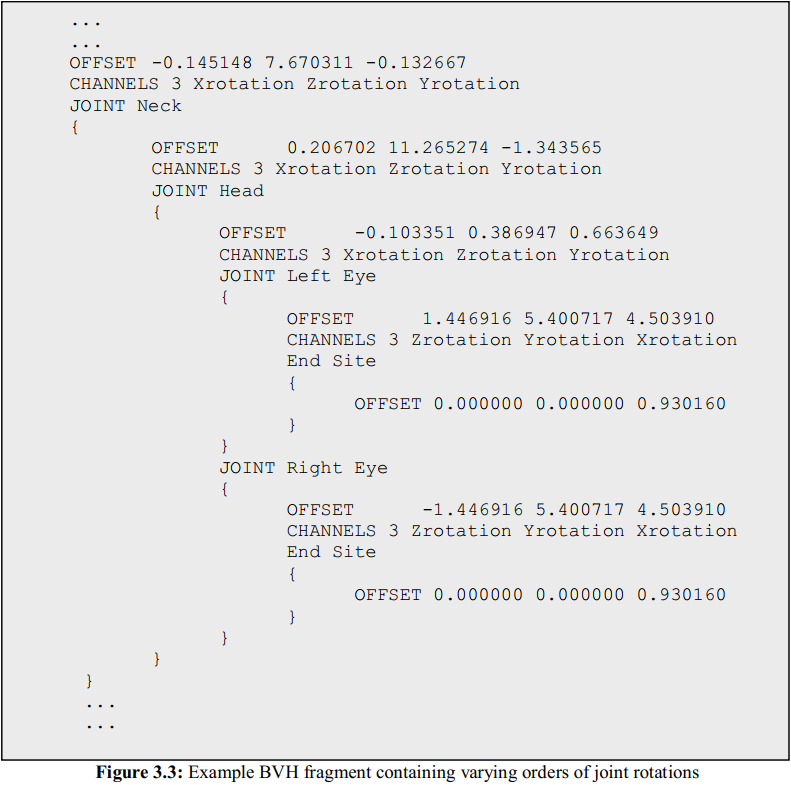 ...
...
OFFSET -0.145148 7.670311 -0.132667
CHANNELS 3 Xrotation Zrotation Yrotation
JOINT Neck
{
OFFSET 0.206702 11.265274 -1.343565
CHANNELS 3 Xrotation Zrotation Yrotation
JOINT Head
{
OFFSET -0.103351 0.386947 0.663649
CHANNELS 3 Xrotation Zrotation Yrotation
JOINT Left Eye
{
OFFSET 1.446916 5.400717 4.503910
CHANNELS 3 Zrotation Yrotation Xrotation
End Site
{
OFFSET 0.000000 0.000000 0.930160
}
}
JOINT Right Eye
{
OFFSET -1.446916 5.400717 4.503910
CHANNELS 3 Zrotation Yrotation Xrotation
End Site
{
OFFSET 0.000000 0.000000 0.930160
}
}
}
}
...
...
Figure 3.3: Example BVH fragment containing varying orders of joint rotations